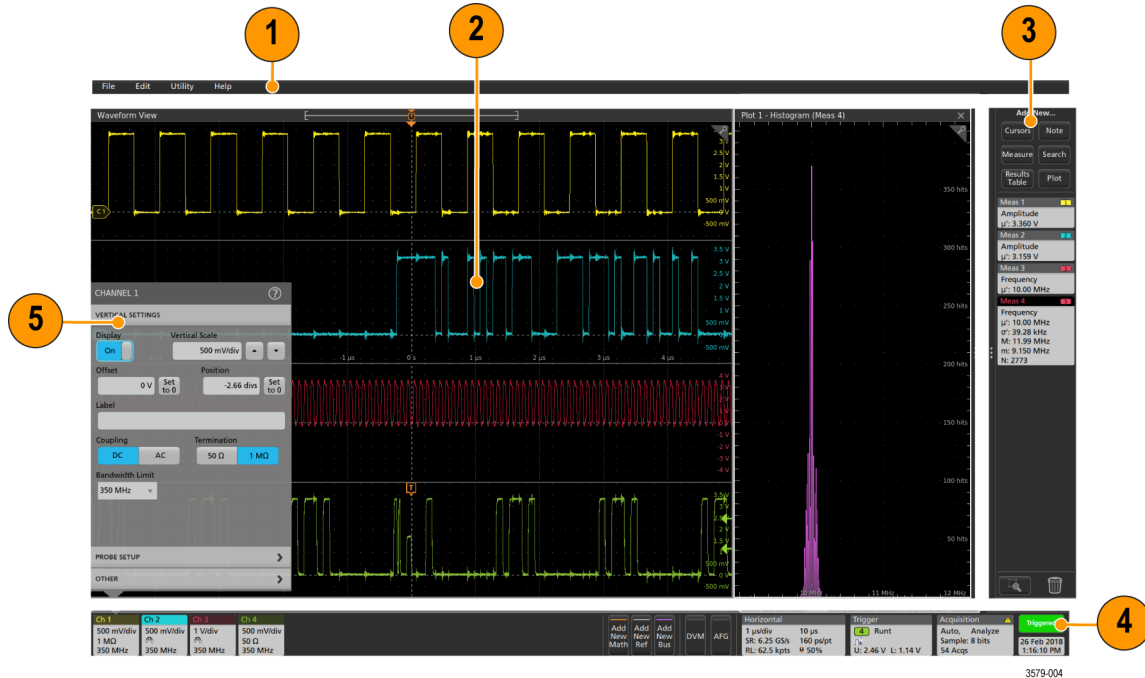 1
2
3
File Edit Utility Help
Waveform View
Plot 1 - Histogram (Meas 4)
Add New...
Cursors Note
Measure Search
Results Table Plot
Meas 1 1
Amplitude
µ': 3.360 V
Meas 2 2
Amplitude
µ': 3.159 V
Meas 3 3
Frequency
µ': 10.00 MHz
Meas 4
Frequency
µ': 10.00 MHz
σ': 39.28 kHz
M: 11.99 MHz
m: 9.150 MHz
N: 2773
C1
2.5 V
2 V
1.5 V
1 V
500 mV
0 V
-500 mV
3.5 V
3 V
2.5 V
2 V
1.5 V
1 V
500 mV
-500 mV
-1 µs 0 s 1 µs 2 µs 3 µs 4 µs
4 V
-1 V
-2 V
-3 V
-4 V
T
3.5 V
2 V
1.5 V
500 mV
0 V
-500 mV
350 hits
300 hits
250 hits
200 hits
150 hits
100 hits
50 hits
10 MHz 11 MHz 12 MHz
5
CHANNEL 1 ?
VERTICAL SETTINGS
Display Vertical Scale
On 500 mV/div
Offset Position
0 V Set to 0 -2.66 divs Set to 0
Label
Coupling Termination
DC AC 50 Ω 1 MΩ
Bandwidth Limit
350 MHz
PROBE SETUP
OTHER
Ch 1
500 mV/div
1 MΩ
350 MHz
Ch 2
500 mV/div
350 MHz
Ch 3
1 V/div
350 MHz
Ch 4
500 mV/div
50 Ω
350 MHz
Add New Math
Add New Ref
Add New Bus
DVM
AFG
Horizontal
1 µs/div 10 µs
SR: 6.25 GS/s 160 ps/pt
RL: 62.5 kpts 50%
Trigger
4 Runt
U: 2.46 V L: 1.14 V
Acquisition
Auto, Analyze
Sample: 8 bits
54 Acqs
Triggered
26 Feb 2018
1:16:10 PM
4
3579-004